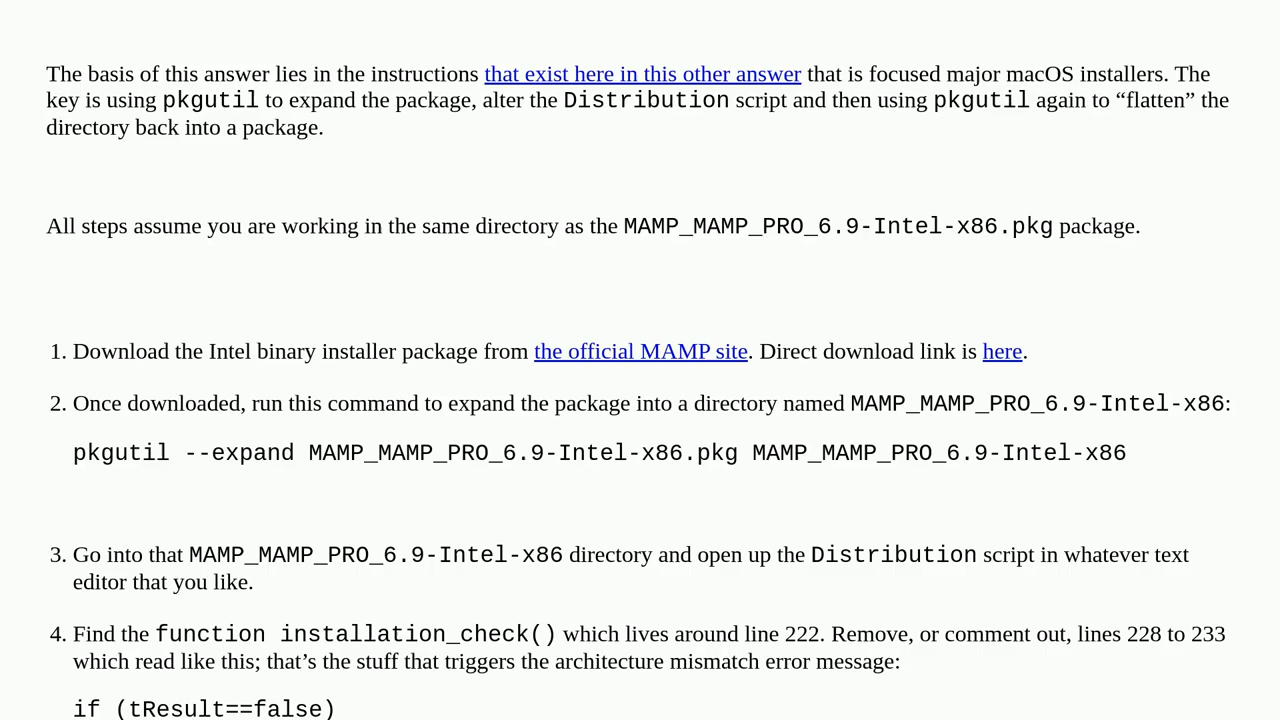 The basis of this answer lies in the instructions that exist here in this other answer that is focused major macOS installers. The
key is using pkgutil to expand the package, alter the Distribution script and then using pkgutil again to “flatten” the
directory back into a package.
All steps assume you are working in the same directory as the MAMP_MAMP_PRO_6.9-Intel-x86.pkg package.
1. Download the Intel binary installer package from the official MAMP site. Direct download link is here.
2. Once downloaded, run this command to expand the package into a directory named MAMP_MAMP_PRO_6.9-Intel-x86:
pkgutil --expand MAMP_MAMP_PRO_6.9-Intel-x86.pkg MAMP_MAMP_PRO_6.9-Intel-x86
3. Go into that MAMP_MAMP_PRO_6.9-Intel-x86 directory and open up the Distribution script in whatever text
editor that you like.
4. Find the function installation_check() which lives around line 222. Remove, or comment out, lines 228 to 233
which read like this; that’s the stuff that triggers the architecture mismatch error message:
if (tResult==false)